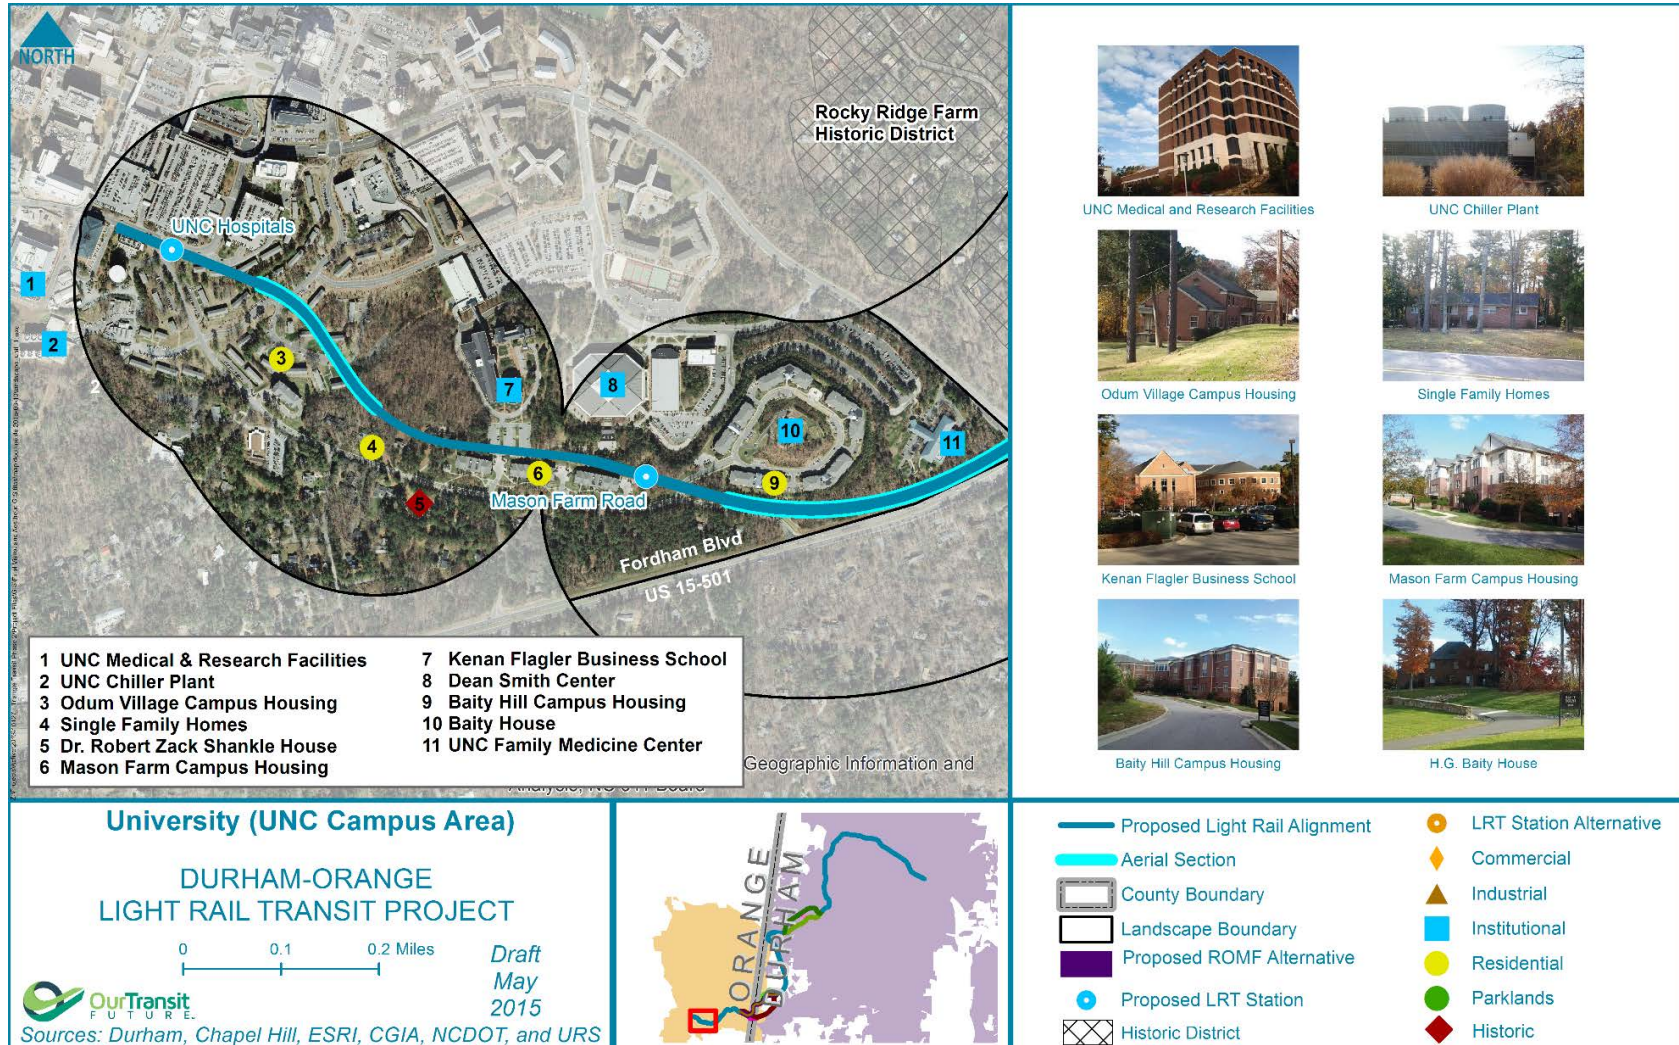 NORTH
Rocky Ridge Farm
Historic District
UNC Hospitals
1
2
2
3
4
5
6
7
8
9
10
11
Mason Farm Road
Fordham Blvd
US 15-501
1 UNC Medical & Research Facilities
2 UNC Chiller Plant
3 Odum Village Campus Housing
4 Single Family Homes
5 Dr. Robert Zack Shankle House
6 Mason Farm Campus Housing
7 Kenan Flagler Business School
8 Dean Smith Center
9 Baity Hill Campus Housing
10 Baity House
11 UNC Family Medicine Center
Geographic Information and
UNC Medical and Research Facilities
UNC Chiller Plant
Odum Village Campus Housing
Single Family Homes
Kenan Flagler Business School
Mason Farm Campus Housing
Baity Hill Campus Housing
H.G. Baity House
University (UNC Campus Area)
DURHAM-ORANGE
LIGHT RAIL TRANSIT PROJECT
0 0.1 0.2 Miles
Draft
May
2015
OurTransit
FUTURE
Sources: Durham, Chapel Hill, ESRI, CGIA, NCDOT, and URS
ORANGE
DURHAM
Proposed Light Rail Alignment
Aerial Section
County Boundary
Landscape Boundary
Proposed ROMF Alternative
Proposed LRT Station
Historic District
LRT Station Alternative
Commercial
Industrial
Institutional
Residential
Parklands
Historic